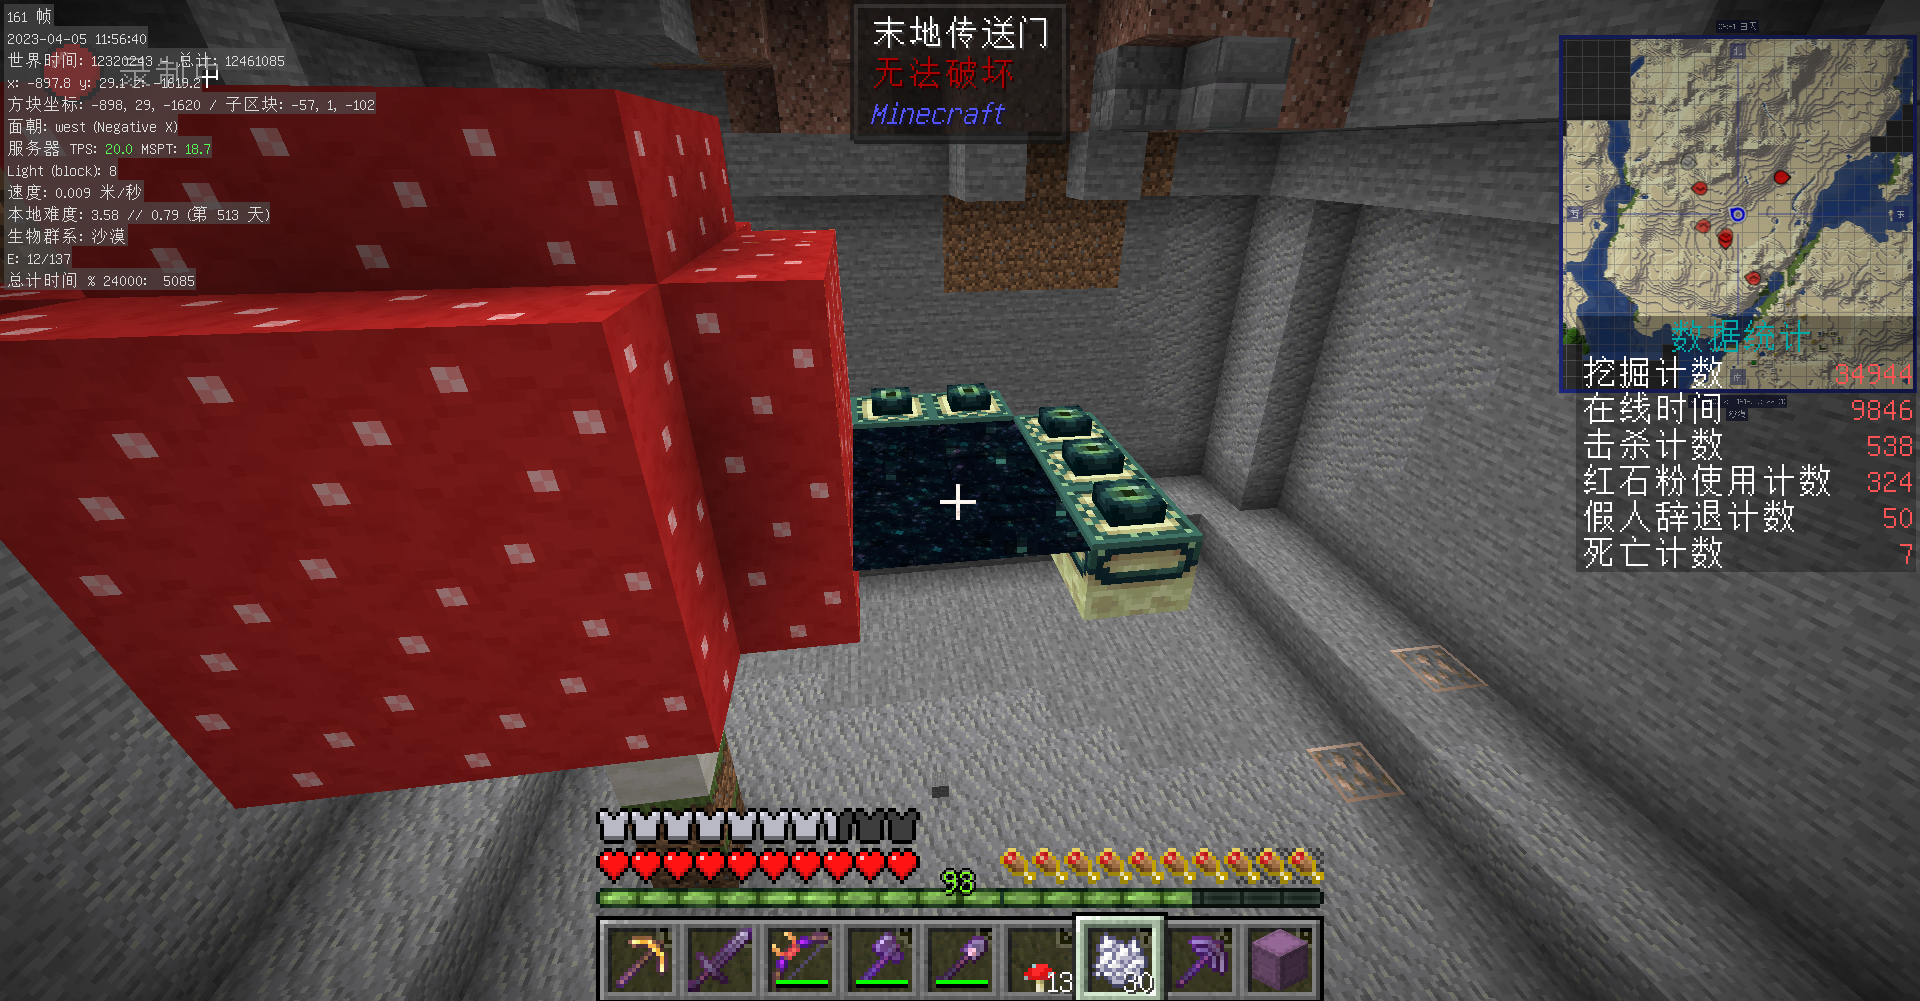 161 帧
2023-04-05 11:56:40
世界时间: 12320243 - 总计: 12461085
x: -897.8 y: 29.1 z: -1619.2
录制中
方块坐标: -898, 29, -1620 / 子区块: -57, 1, -102
面朝: west (Negative X)
服务器 TPS: 20.0 MSPT: 18.7
Light (block): 8
速度: 0.009 米/秒
本地难度: 3.58 // 0.79 (第 513 天)
生物群系: 沙漠
E: 12/137
总计时间 % 24000: 5085
末地传送门
无法破坏
Minecraft
数据统计
挖掘计数 34944
在线时间 9846
击杀计数 538
红石粉使用计数 324
假人辞退计数 50
死亡计数 7
93
13
30